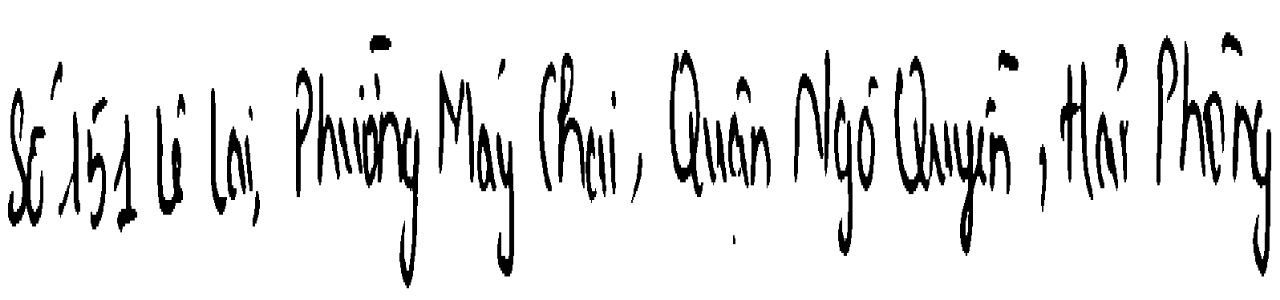 Số 151 Lê Lai, Phường Máy Chai, Quận Ngô Quyền, Hải Phòng